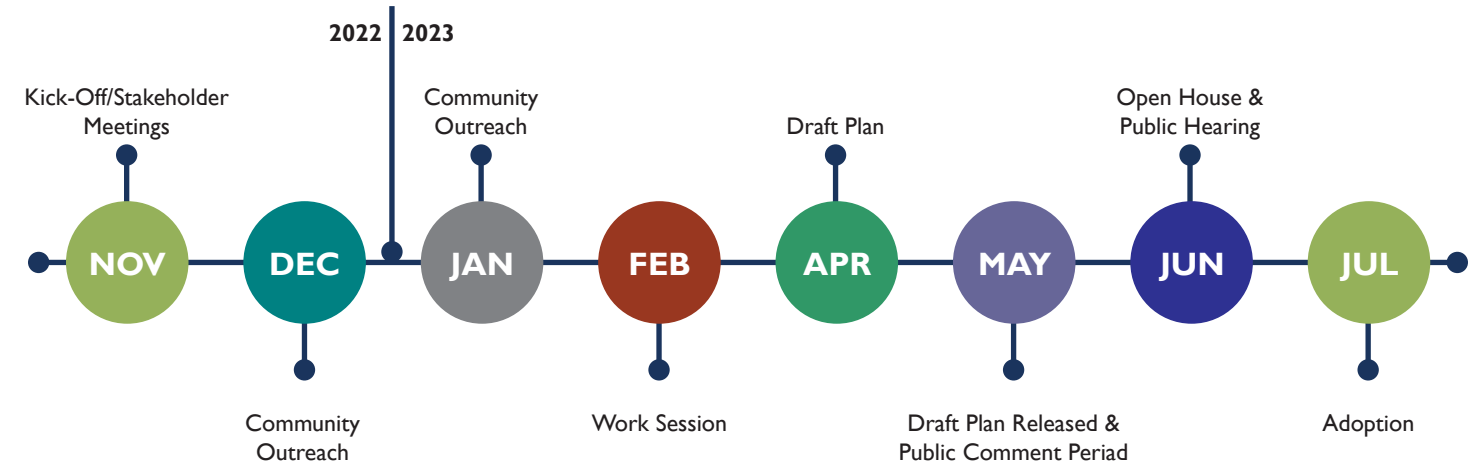 2022 2023
Kick-Off/Stakeholder
Meetings
Community
Outreach
Draft Plan
Open House &
Public Hearing
NOV DEC JAN FEB APR MAY JUN JUL
Community
Outreach
Work Session
Draft Plan Released &
Public Comment Periad
Adoption